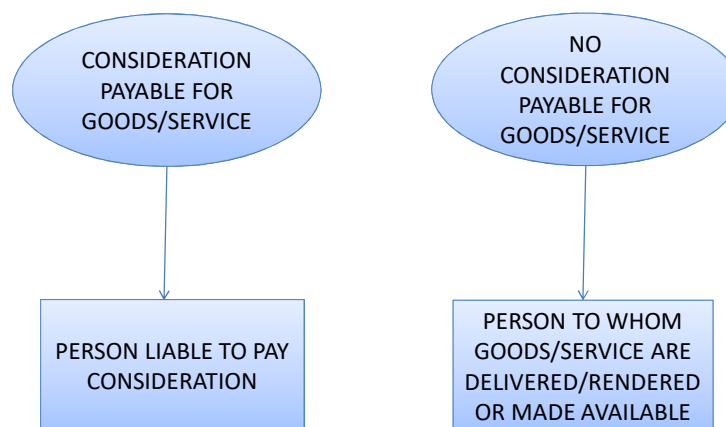 CONSIDERATION
PAYABLE FOR
GOODS/SERVICE
NO
CONSIDERATION
PAYABLE FOR
GOODS/SERVICE
PERSON LIABLE TO PAY
CONSIDERATION
PERSON TO WHOM
GOODS/SERVICE ARE
DELIVERED/RENDERED
OR MADE AVAILABLE